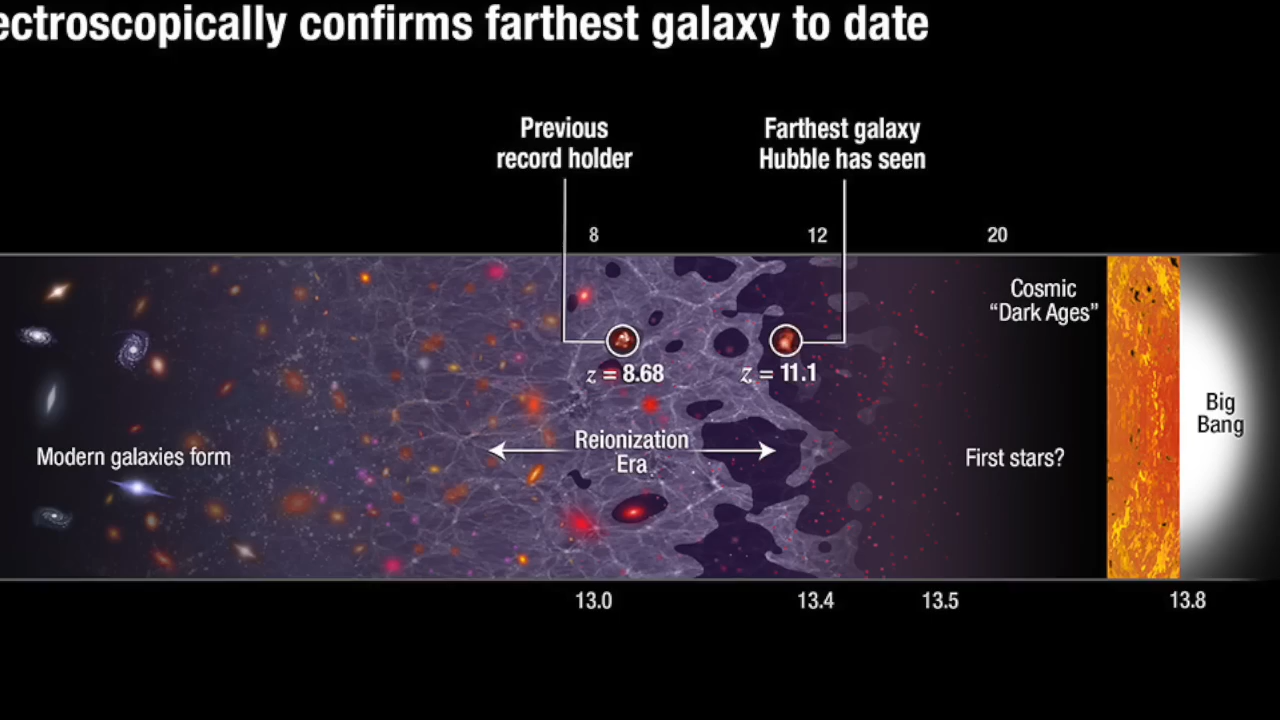 ectroscopically confirms farthest galaxy to date
Previous
record holder
Farthest galaxy
Hubble has seen
8
12
20
Cosmic
“Dark Ages”
z = 8.68
z = 11.1
Big
Bang
Reionization
Era
Modern galaxies form
First stars?
13.0
13.4
13.5
13.8